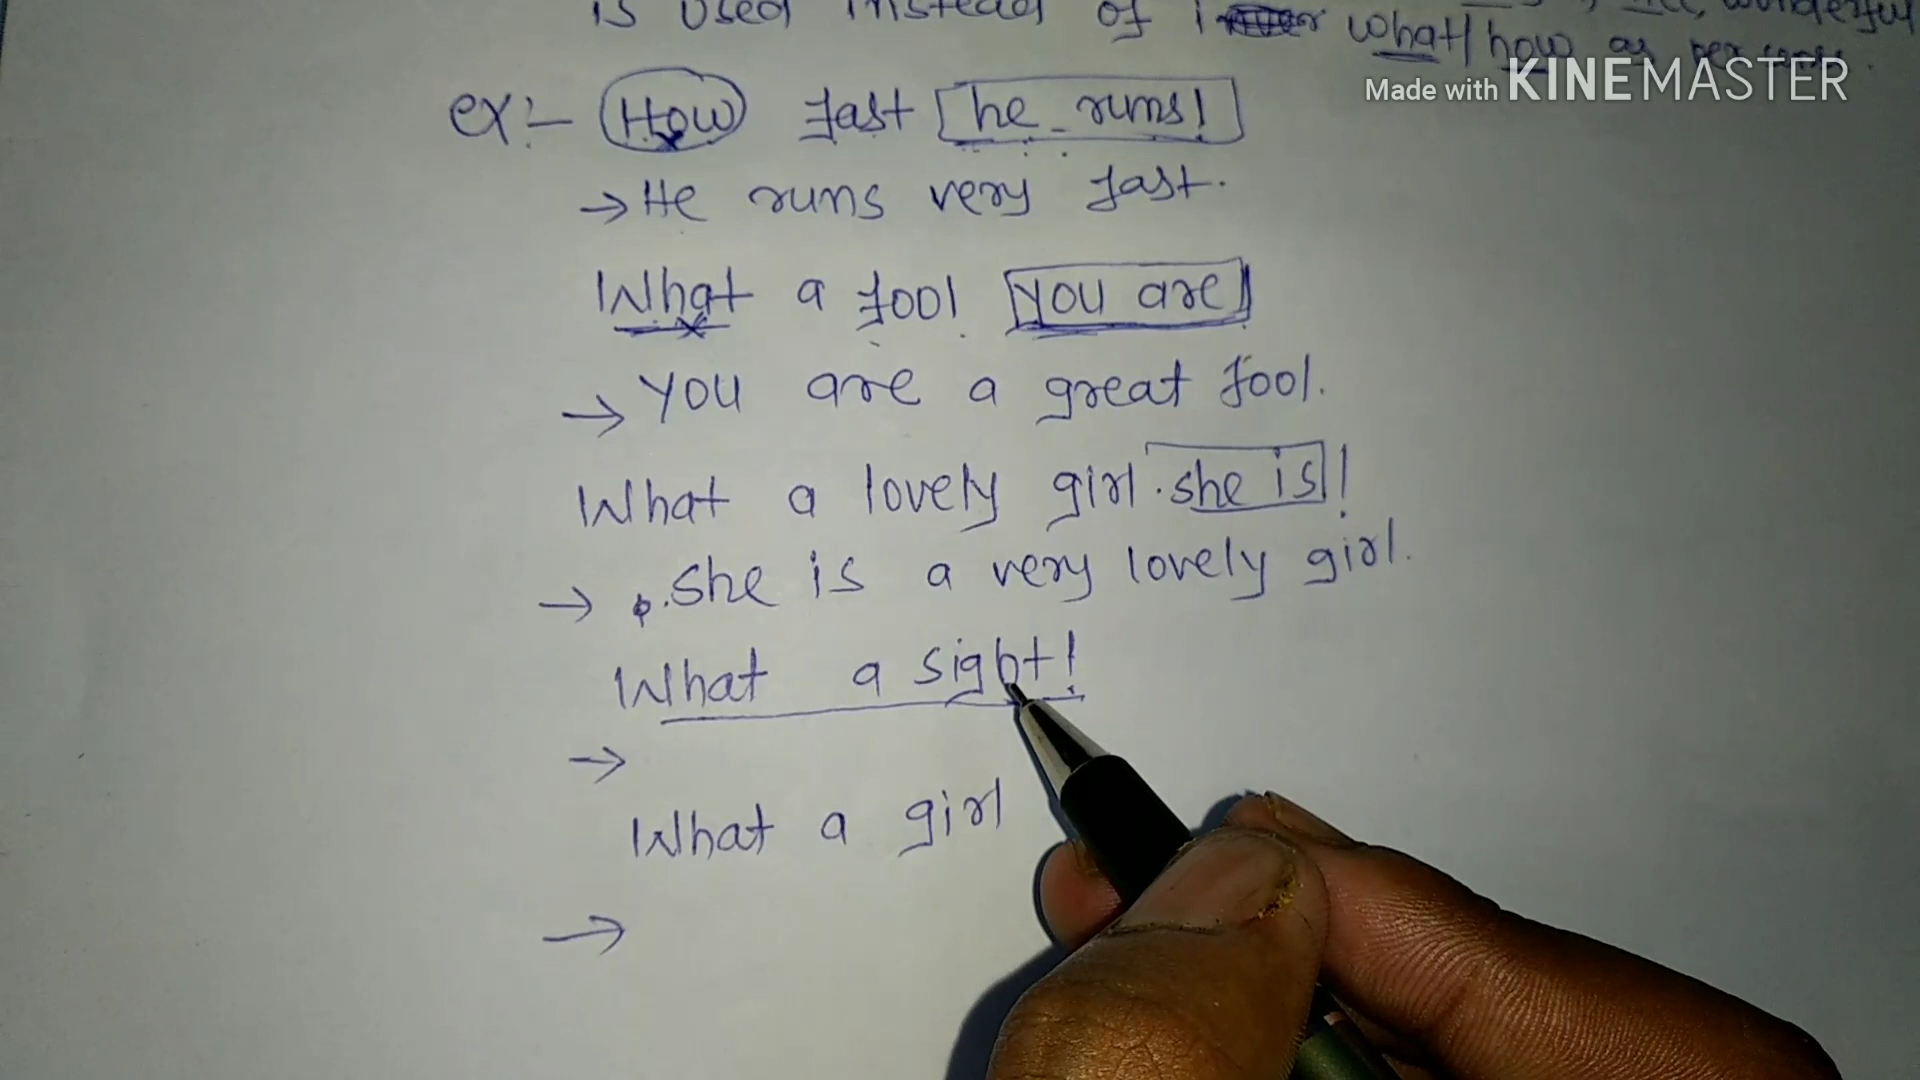 is used instead of what/how as per
Made with KINEMASTER
ex:- How fast he runs!
→ He runs very fast.
What a fool you are!
→ You are a great fool.
What a lovely girl she is!
→ She is a very lovely girl.
What a sight!
→
What a girl
→